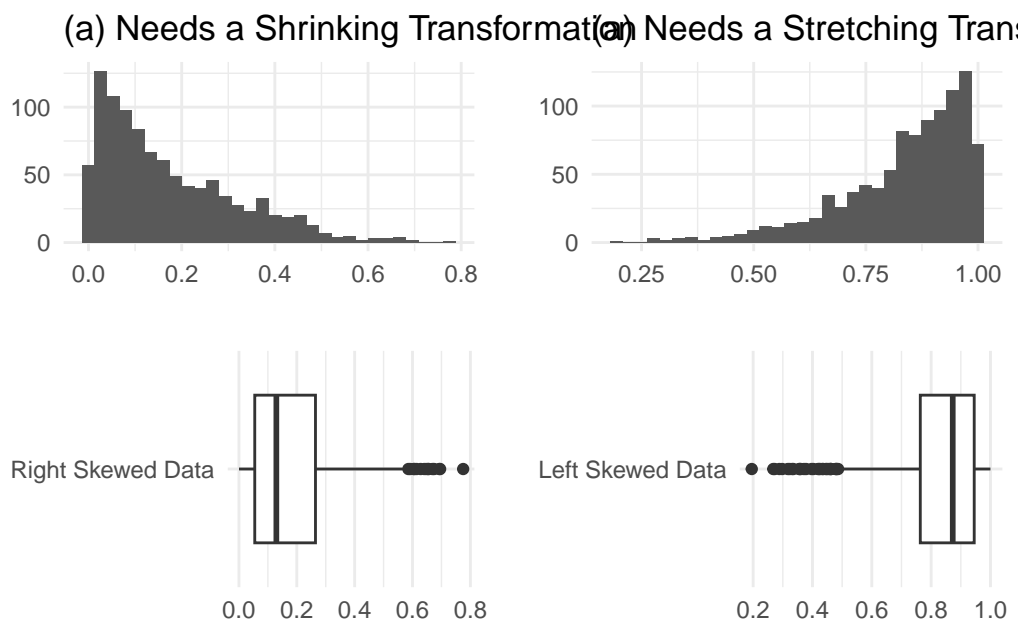 (a) Needs a Shrinking Transformation
(a) Needs a Stretching Trans
100
50
0
0.0 0.2 0.4 0.6 0.8
100
50
0
0.25 0.50 0.75 1.00
Right Skewed Data
0.0 0.2 0.4 0.6 0.8
Left Skewed Data
0.2 0.4 0.6 0.8 1.0